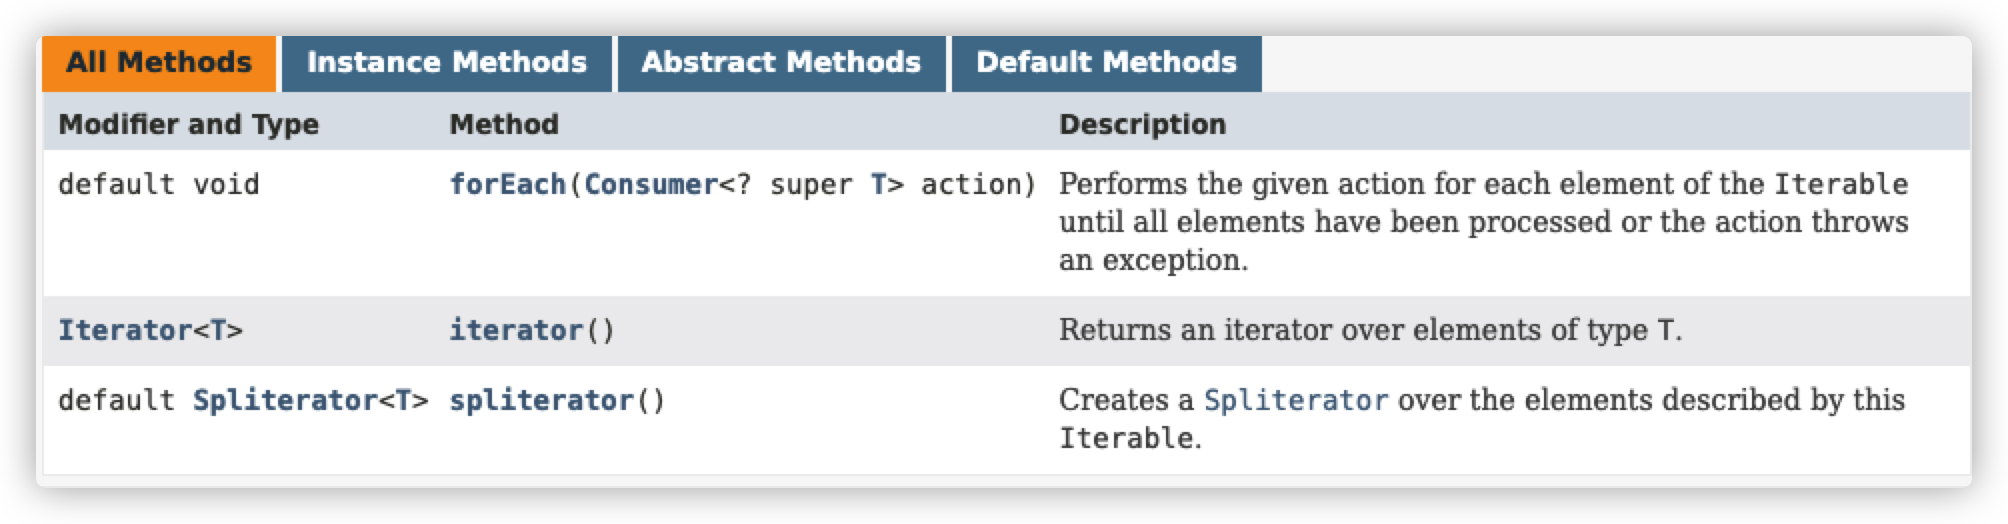 All Methods Instance Methods Abstract Methods Default Methods
Modifier and Type Method Description
default void forEach(Consumer<? super T> action) Performs the given action for each element of the Iterable
until all elements have been processed or the action throws
an exception.
Iterator<T> iterator() Returns an iterator over elements of type T.
default Spliterator<T> spliterator() Creates a Spliterator over the elements described by this
Iterable.